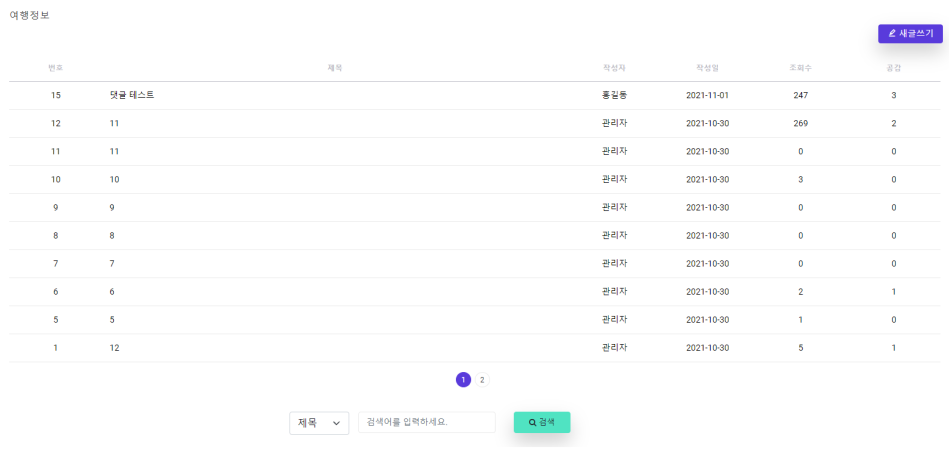 여행정보
새글쓰기
번호 제목 작성자 작성일 조회수 공감
15 댓글 테스트 홍길동 2021-11-01 247 3
12 11 관리자 2021-10-30 269 2
11 11 관리자 2021-10-30 0 0
10 10 관리자 2021-10-30 3 0
9 9 관리자 2021-10-30 0 0
8 8 관리자 2021-10-30 0 0
7 7 관리자 2021-10-30 0 0
6 6 관리자 2021-10-30 2 1
5 5 관리자 2021-10-30 1 0
1 12 관리자 2021-10-30 5 1
1 2
제목 검색어를 입력하세요. 검색